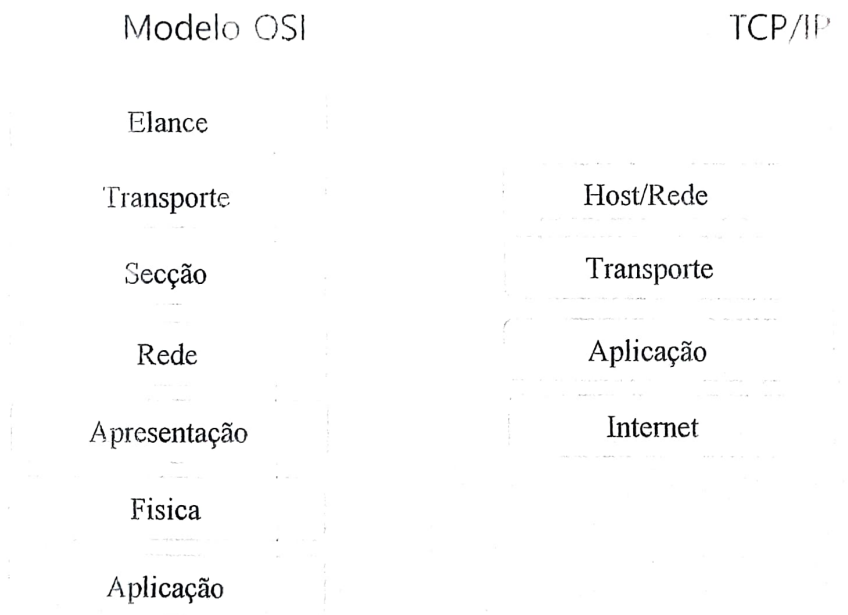 Modelo OSI TCP/IP
Elance
Transporte Host/Rede
Secção Transporte
Rede Aplicação
Apresentação Internet
Fisica
Aplicação